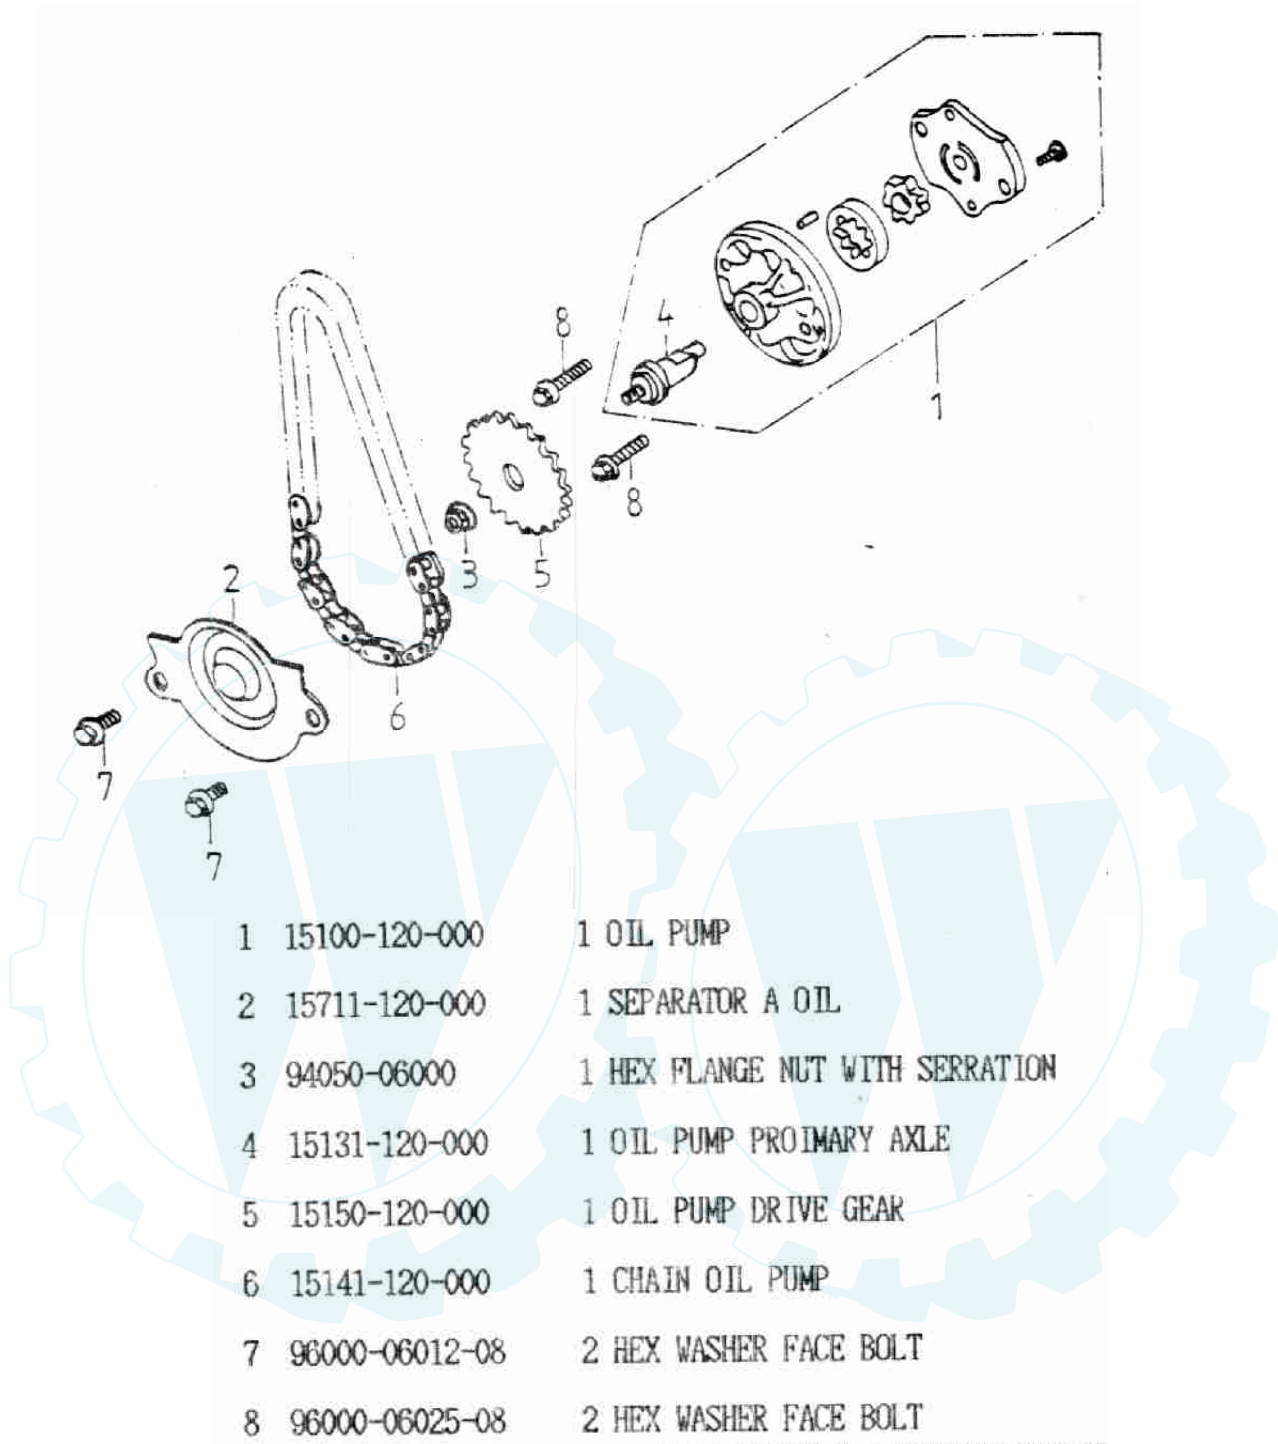 8
4
1
8
3
5
2
6
7
7
1 15100-120-000 1 OIL PUMP
2 15711-120-000 1 SEPARATOR A OIL
3 94050-06000 1 HEX FLANGE NUT WITH SERRATION
4 15131-120-000 1 OIL PUMP PROIMARY AXLE
5 15150-120-000 1 OIL PUMP DRIVE GEAR
6 15141-120-000 1 CHAIN OIL PUMP
7 96000-06012-08 2 HEX WASHER FACE BOLT
8 96000-06025-08 2 HEX WASHER FACE BOLT